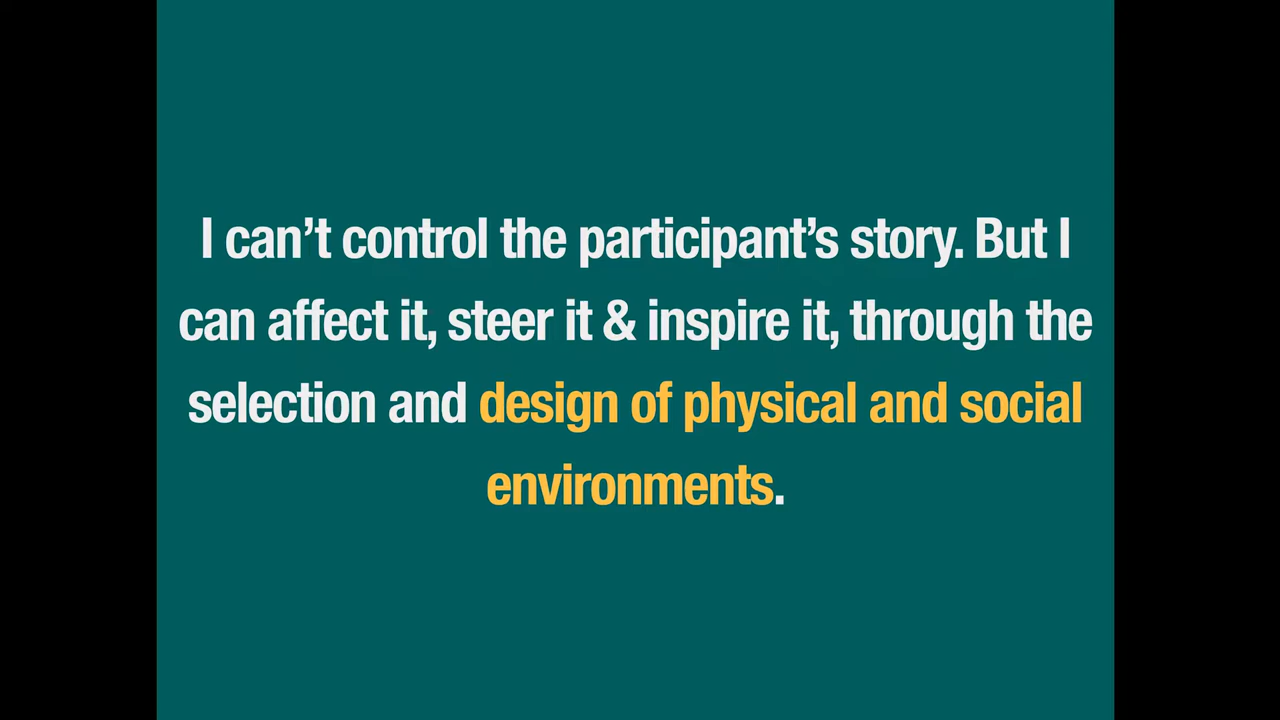 I can’t control the participant’s story. But I
can affect it, steer it & inspire it, through the
selection and design of physical and social
environments.